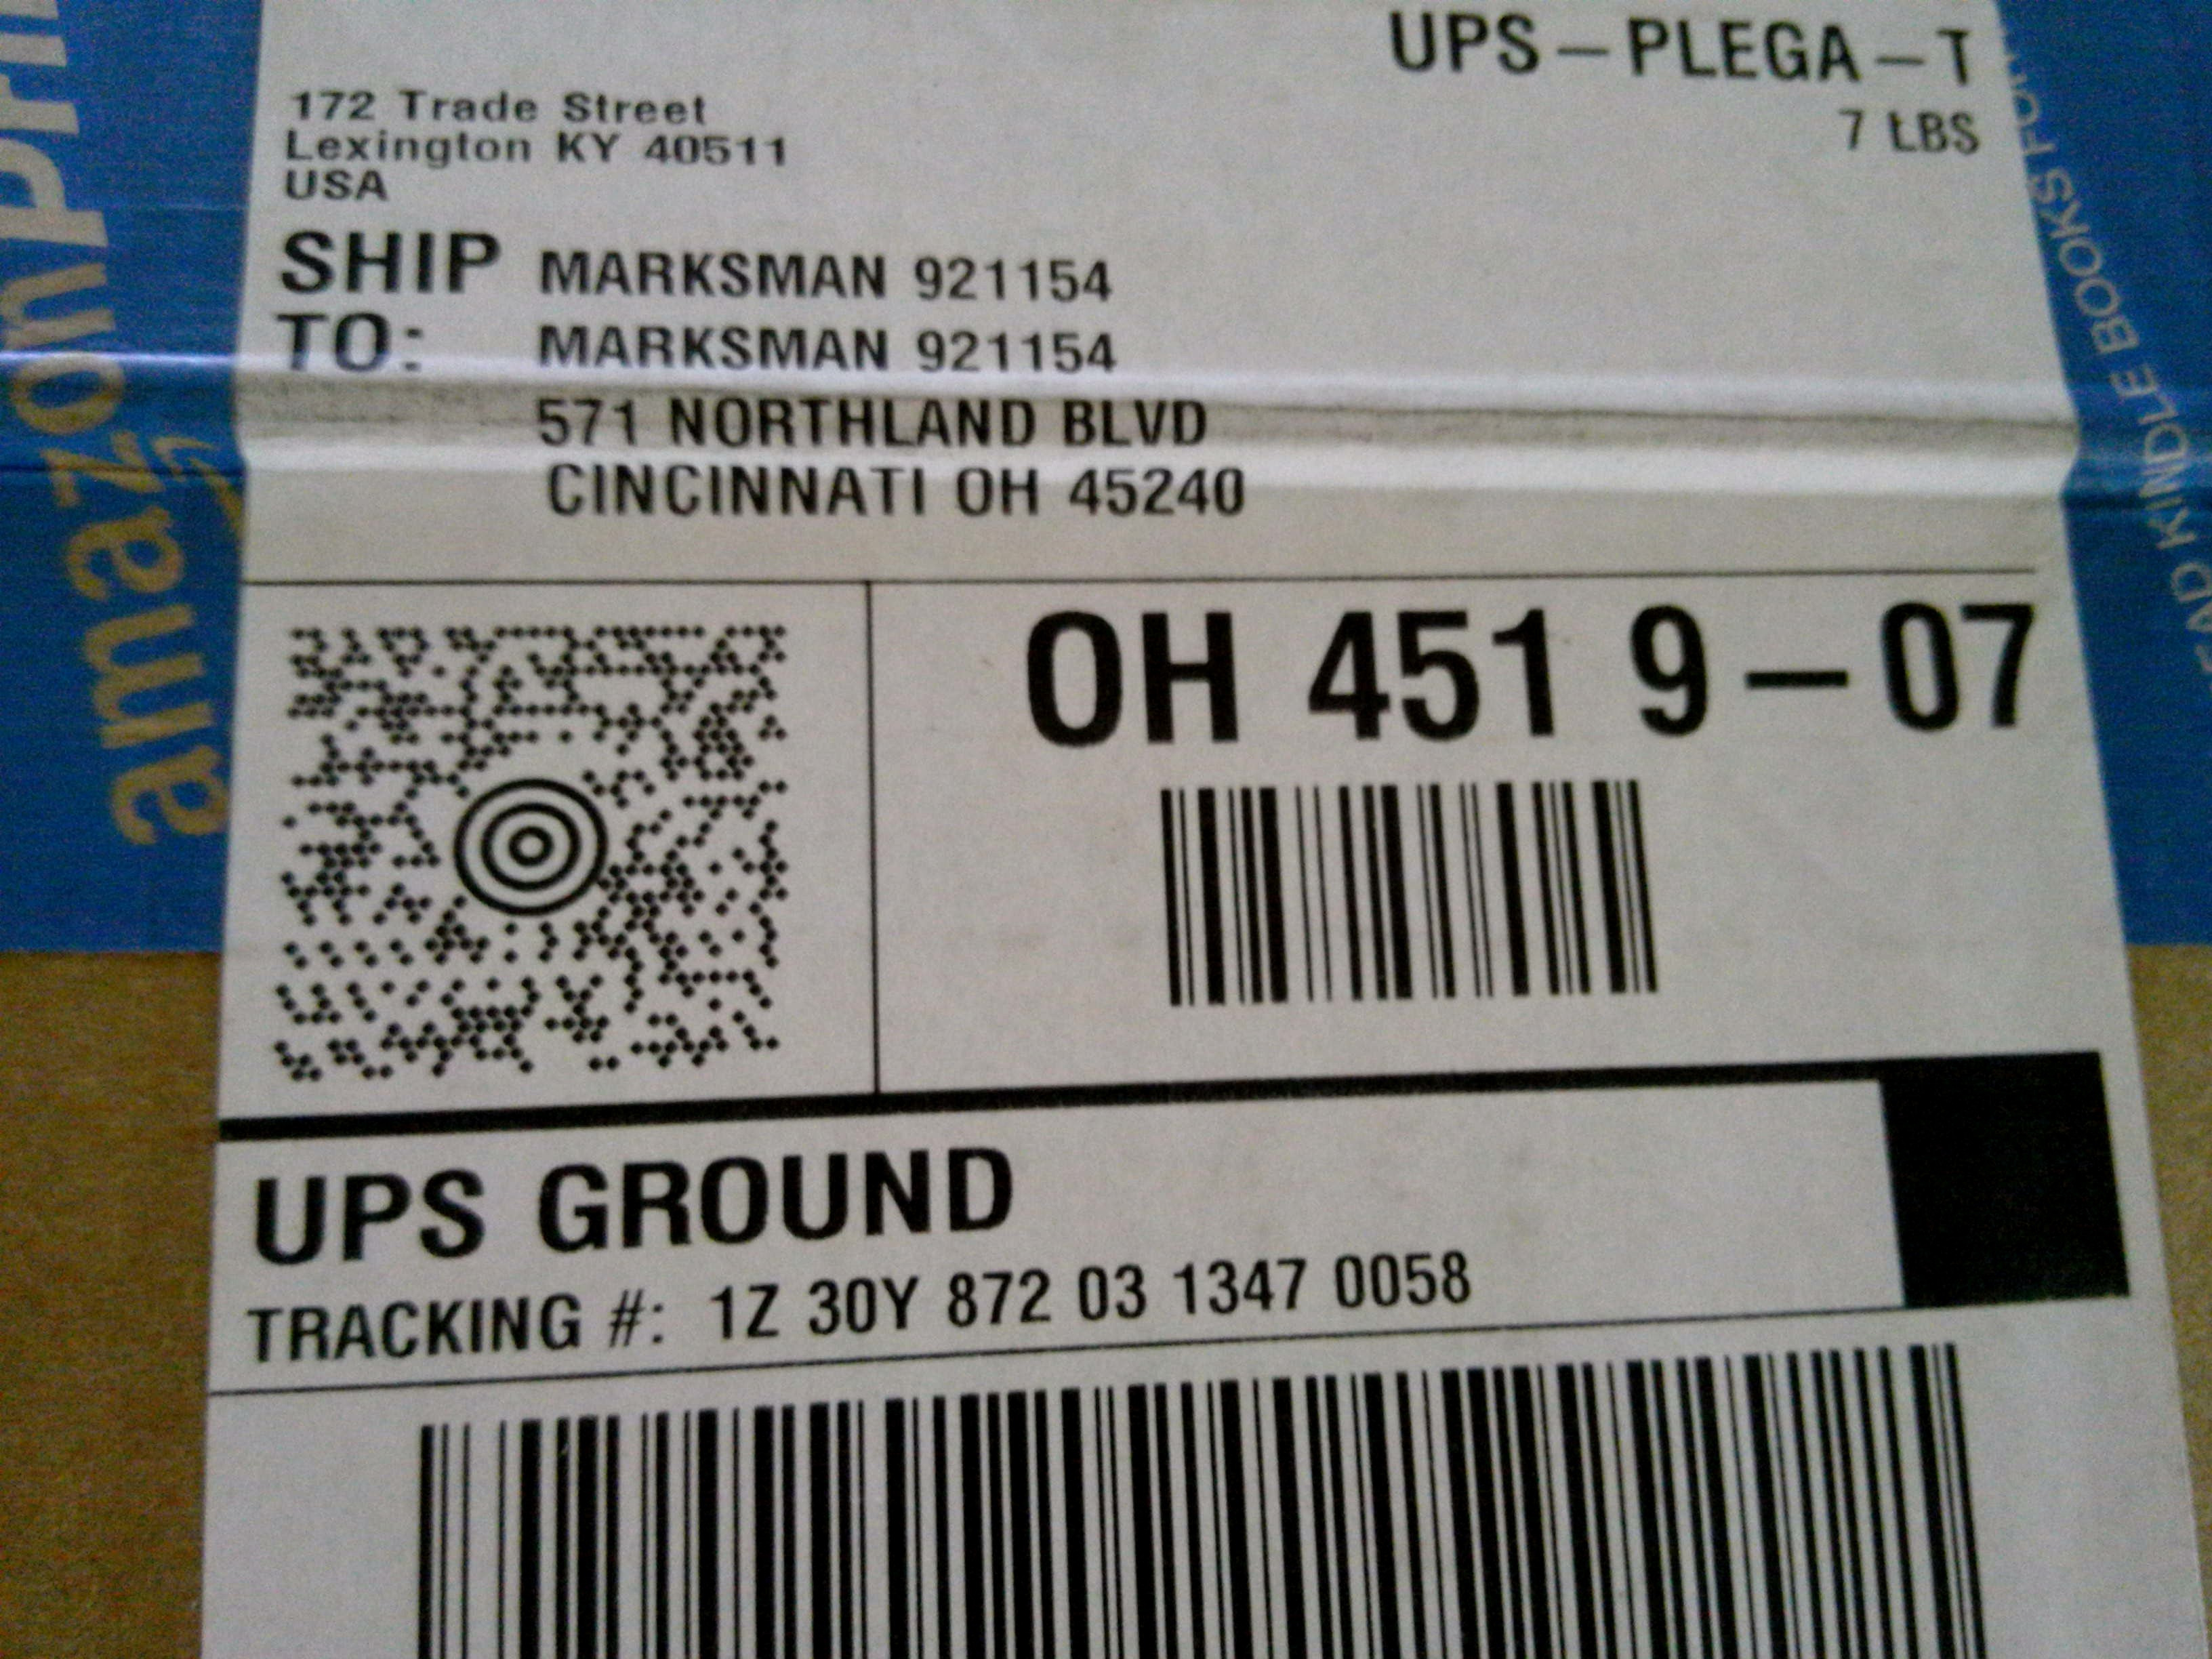 UPS-PLEGA-T
7 LBS
172 Trade Street
Lexington KY 40511
USA
SHIP TO:
MARKSMAN 921154
MARKSMAN 921154
571 NORTHLAND BLVD
CINCINNATI OH 45240
OH 451 9-07
UPS GROUND
TRACKING #: 1Z 30Y 872 03 1347 0058
amazon
KINDLE BOOKS